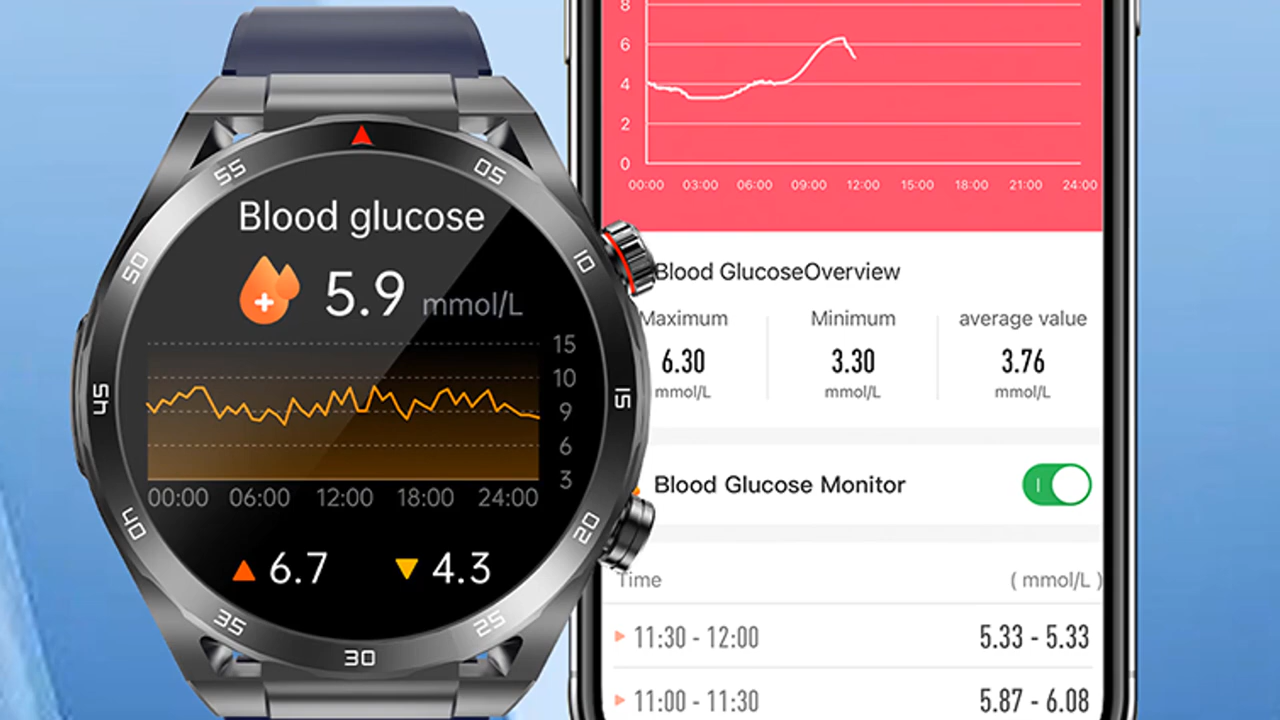 55
05
50
10
45
15
40
20
35
25
30
Blood glucose
5.9 mmol/L
15
10
9
6
3
00:00 06:00 12:00 18:00 24:00
6.7 4.3
8
6
4
2
0
00:00 03:00 06:00 09:00 12:00 15:00 18:00 21:00 24:00
Blood GlucoseOverview
Maximum Minimum average value
6.30 3.30 3.76
mmol/L mmol/L mmol/L
Blood Glucose Monitor
Time ( mmol/L )
11:30 - 12:00 5.33 - 5.33
11:00 - 11:30 5.87 - 6.08